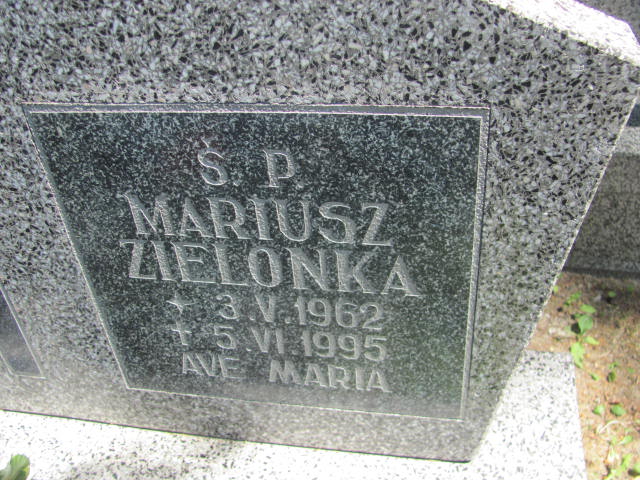 Ś. P.
MARIUSZ
ZIELONKA
* 3.V.1962
† 5.VI.1995
AVE MARIA